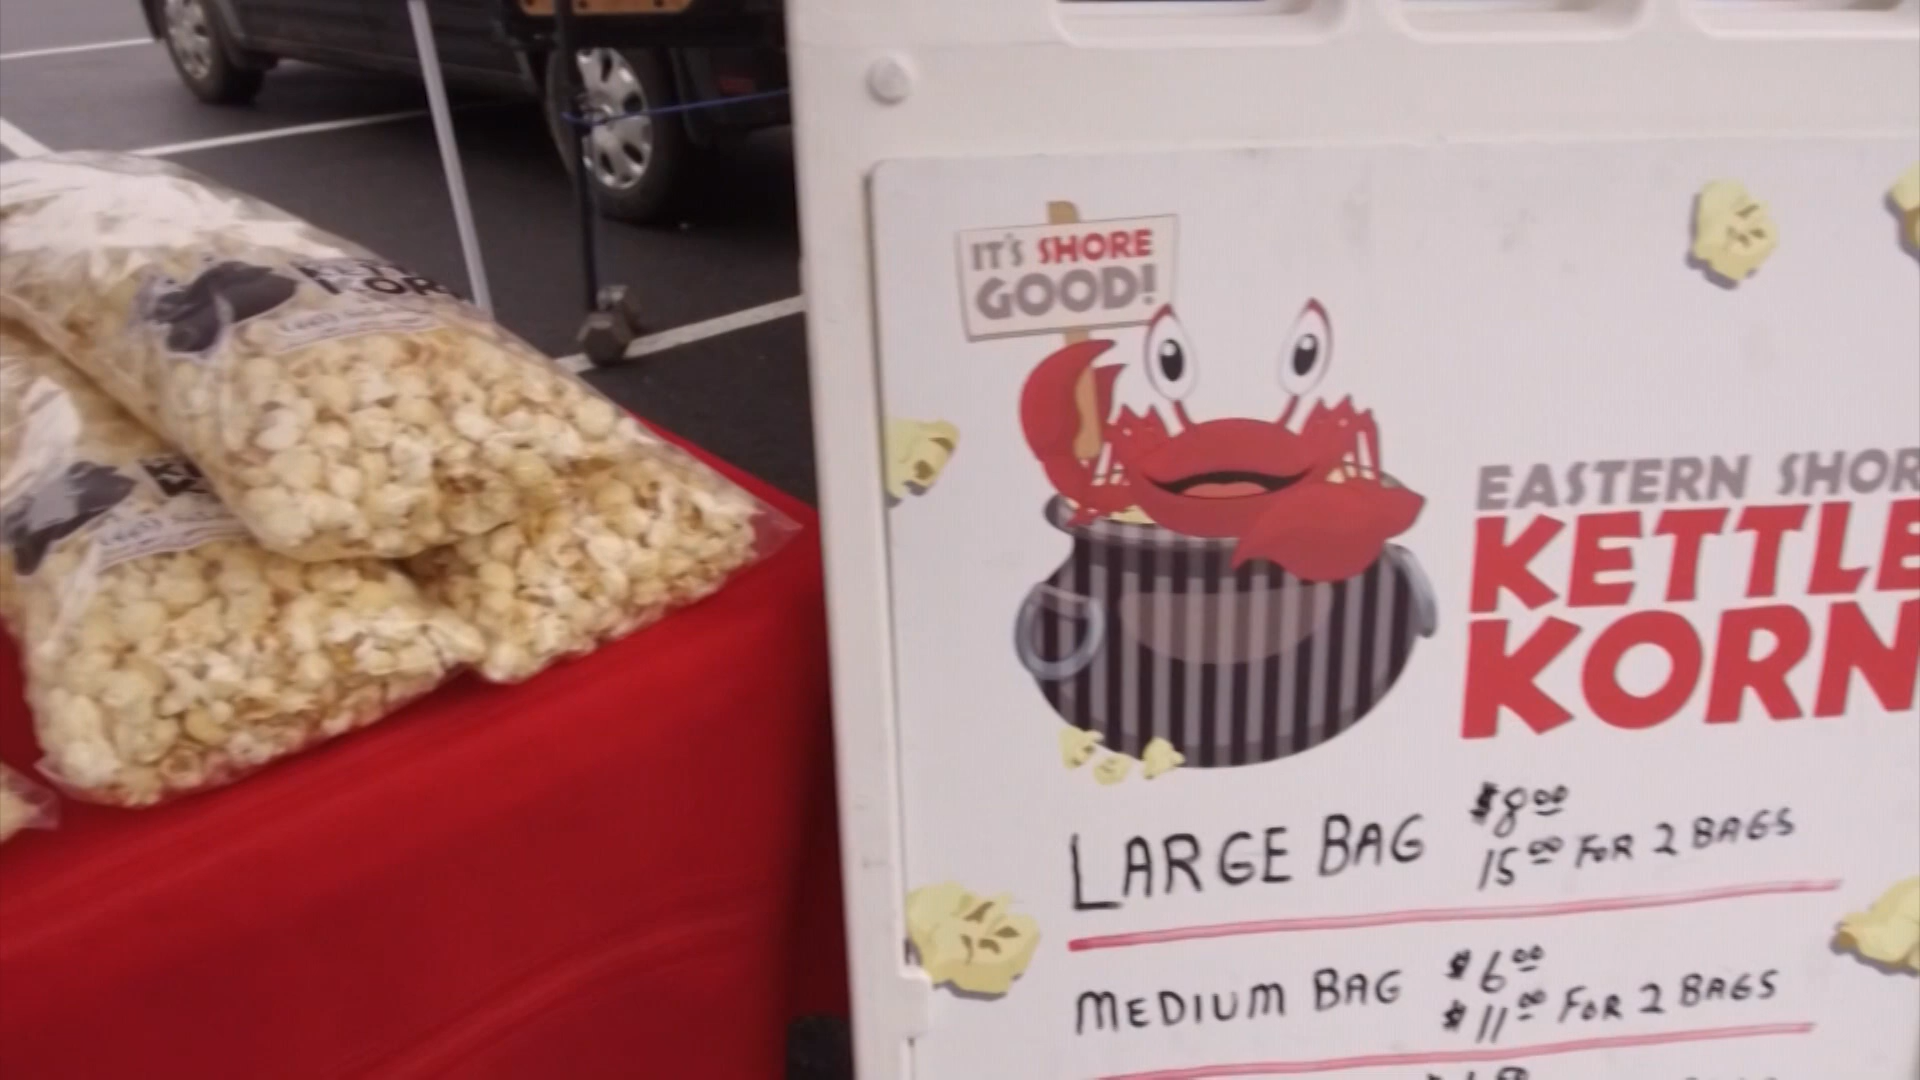 IT'S SHORE
GOOD!
EASTERN SHOR
KETTLE
KORN
LARGE BAG $8.00
15.00 FOR 2 BAGS
MEDIUM BAG $6.00
$11.00 FOR 2 BAGS
KORN